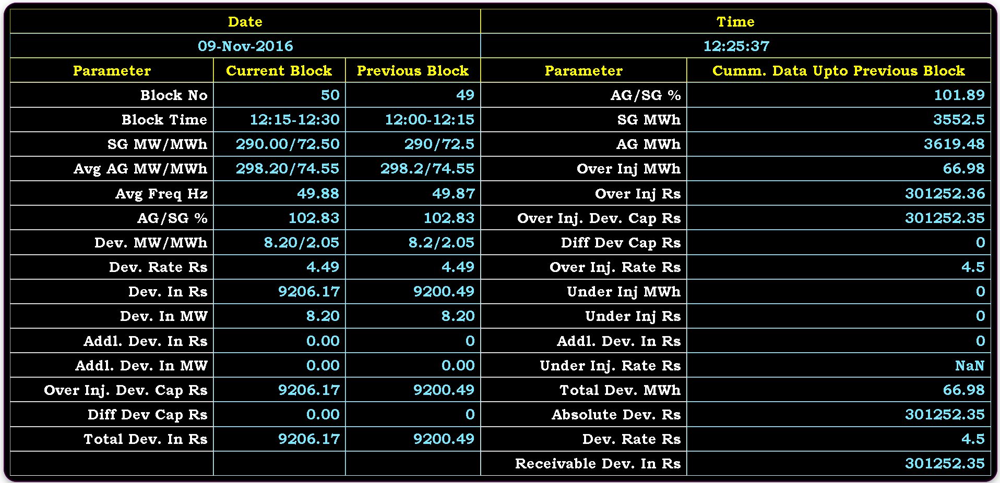 Date Time
09-Nov-2016 12:25:37
Parameter Current Block Previous Block Parameter Cumm. Data Upto Previous Block
Block No 50 49 AG/SG % 101.89
Block Time 12:15-12:30 12:00-12:15 SG MWh 3552.5
SG MW/MWh 290.00/72.50 290/72.5 AG MWh 3619.48
Avg AG MW/MWh 298.20/74.55 298.2/74.55 Over Inj MWh 66.98
Avg Freq Hz 49.88 49.87 Over Inj Rs 301252.36
AG/SG % 102.83 102.83 Over Inj. Dev. Cap Rs 301252.35
Dev. MW/MWh 8.20/2.05 8.2/2.05 Diff Dev Cap Rs 0
Dev. Rate Rs 4.49 4.49 Over Inj. Rate Rs 4.5
Dev. In Rs 9206.17 9200.49 Under Inj MWh 0
Dev. In MW 8.20 8.20 Under Inj Rs 0
Addl. Dev. In Rs 0.00 0 Addl. Dev. In Rs 0
Addl. Dev. In MW 0.00 0.00 Under Inj. Rate Rs NaN
Over Inj. Dev. Cap Rs 9206.17 9200.49 Total Dev. MWh 66.98
Diff Dev Cap Rs 0.00 0 Absolute Dev. Rs 301252.35
Total Dev. In Rs 9206.17 9200.49 Dev. Rate Rs 4.5
Receivable Dev. In Rs 301252.35